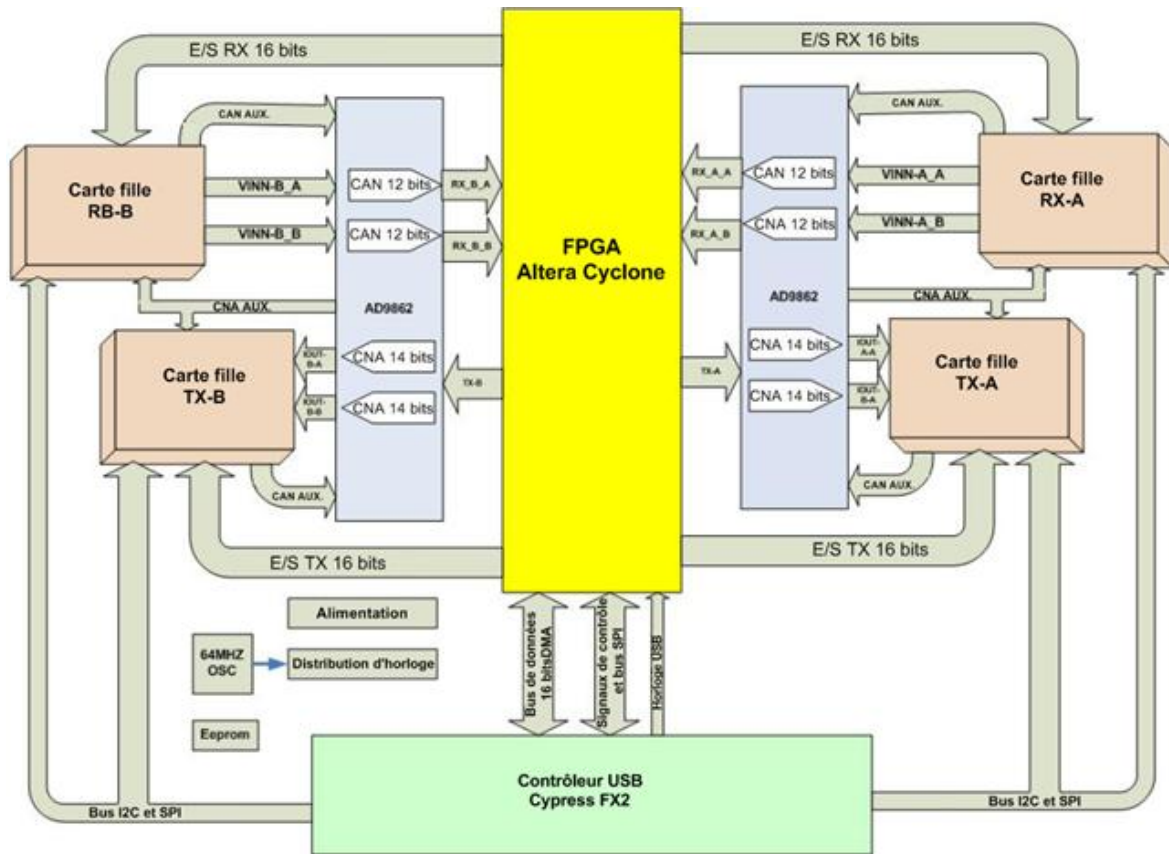 E/S RX 16 bits
E/S RX 16 bits
CAN AUX.
CAN AUX.
Carte fille
RB-B
VINN-B_A
VINN-B_B
CAN 12 bits
CAN 12 bits
RX_B_A
RX_B_B
FPGA
Altera Cyclone
RX_A_A
RX_A_B
CAN 12 bits
CNA 12 bits
VINN-A_A
VINN-A_B
Carte fille
RX-A
CNA AUX.
AD9862
AD9862
CNA AUX.
Carte fille
TX-B
IOUT-
B-A
IOUT-
B-B
CNA 14 bits
CNA 14 bits
TX-B
TX-A
CNA 14 bits
CNA 14 bits
IOUT-
A-A
IOUT-
B-A
Carte fille
TX-A
CAN AUX.
CAN AUX.
E/S TX 16 bits
E/S TX 16 bits
Alimentation
64MHZ
OSC
Distribution d'horloge
Eeprom
Bus de données
16 bitsDMA
Signaux de contrôle
et bus SPI
Horloge USB
Contrôleur USB
Cypress FX2
Bus I2C et SPI
Bus I2C et SPI